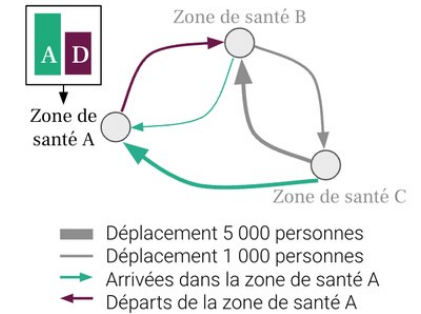 Zone de santé B
A D
Zone de
santé A
Zone de santé C
Déplacement 5 000 personnes
Déplacement 1 000 personnes
Arrivées dans la zone de santé A
Départs de la zone de santé A